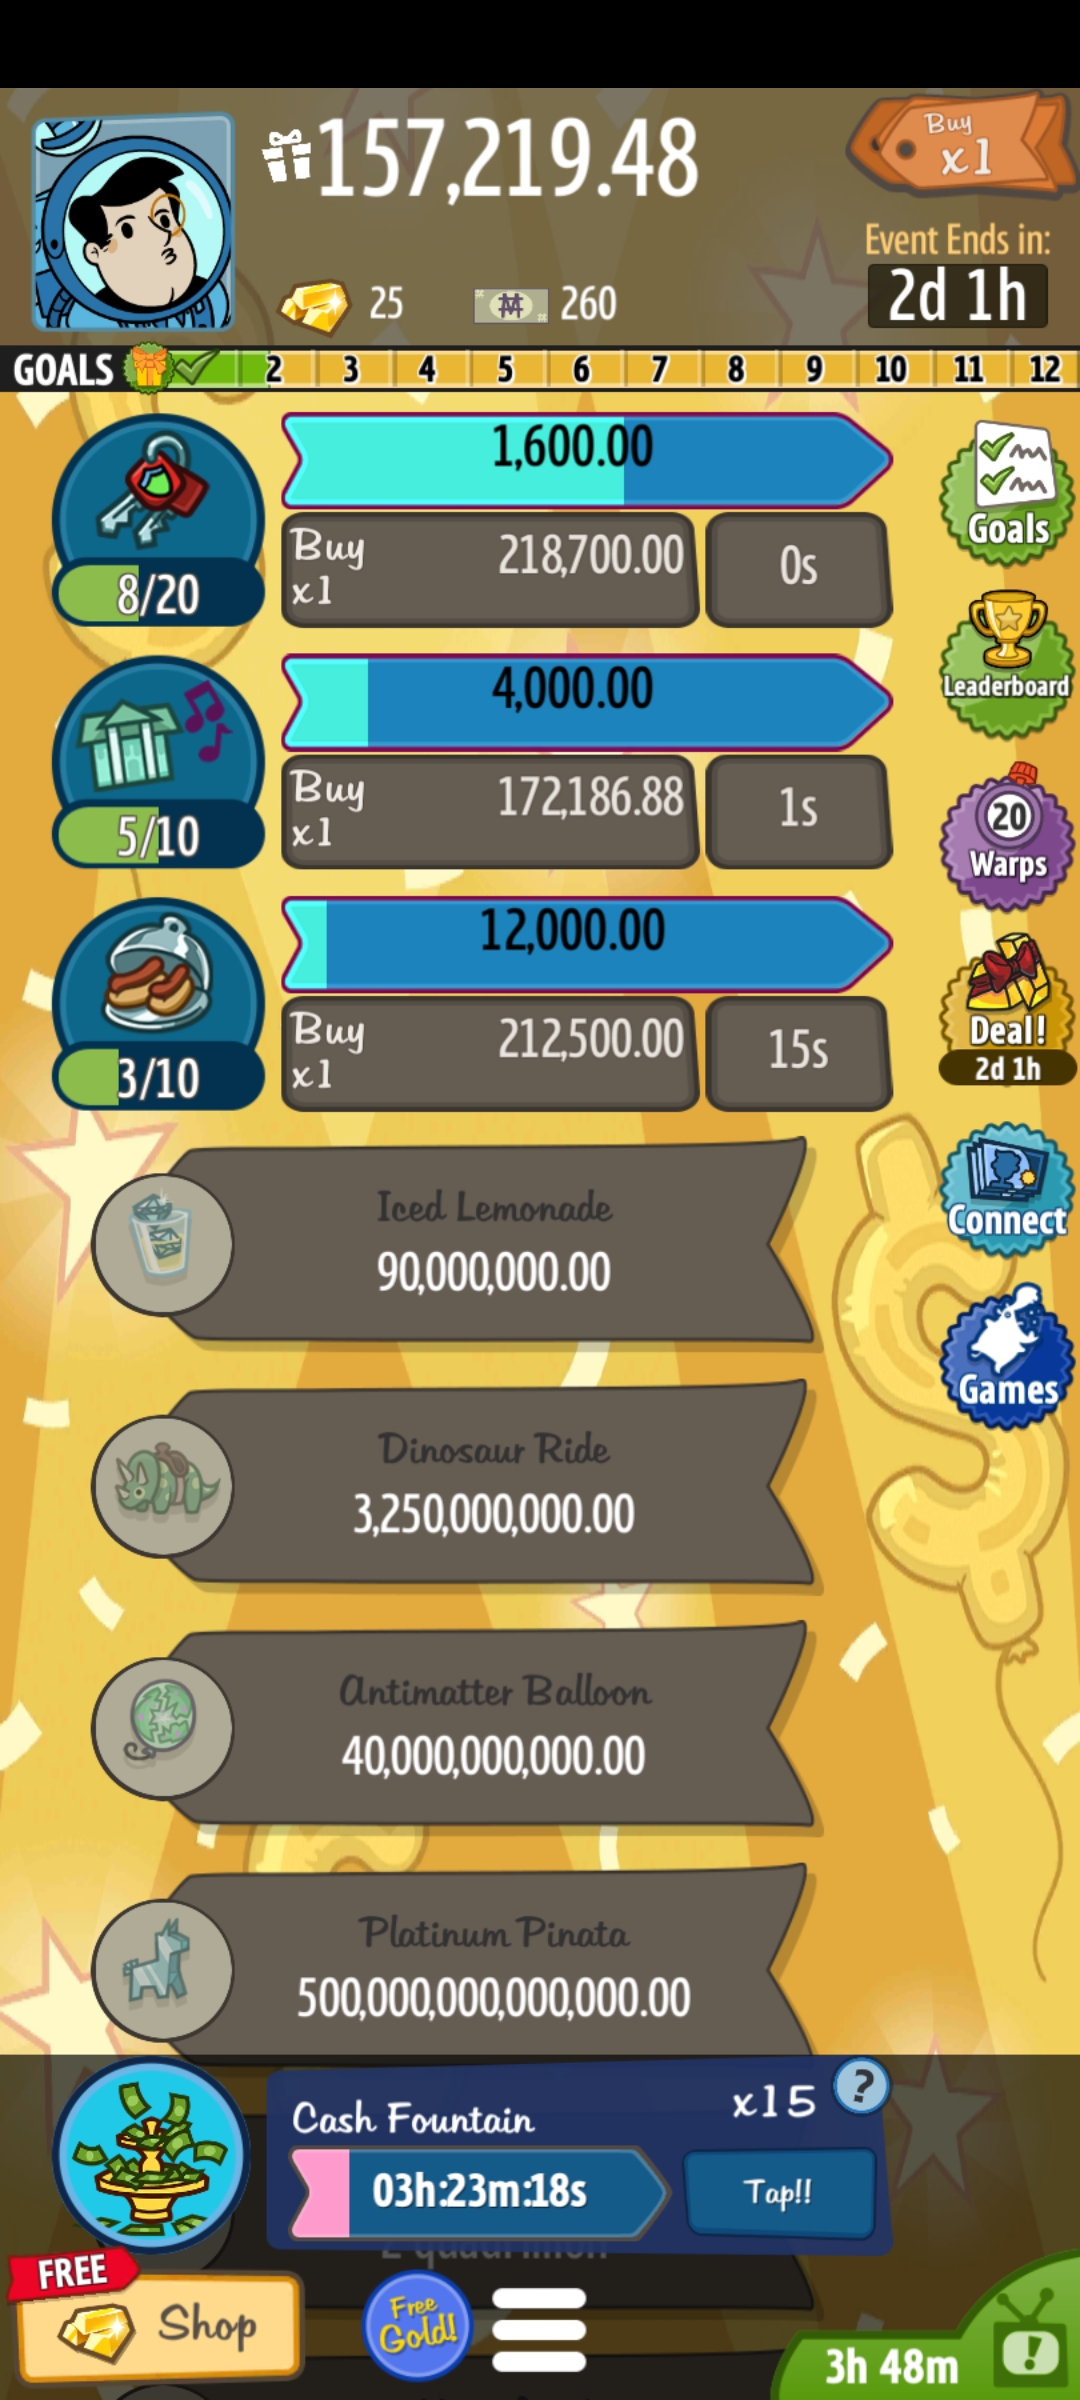 157,219.48
Buy
x1
25
260
Event Ends in:
2d 1h
GOALS 2 3 4 5 6 7 8 9 10 11 12
1,600.00
8/20
Buy
x1
218,700.00
0s
Goals
4,000.00
5/10
Buy
x1
172,186.88
1s
Leaderboard
20
Warps
12,000.00
3/10
Buy
x1
212,500.00
15s
Deal!
2d 1h
Iced Lemonade
90,000,000.00
Connect
Dinosaur Ride
3,250,000,000.00
Games
Antimatter Balloon
40,000,000,000.00
Platinum Pinata
500,000,000,000,000.00
Cash Fountain
x15
?
03h:23m:18s
Tap!!
FREE
Shop
Free
Gold!
3h 48m
!